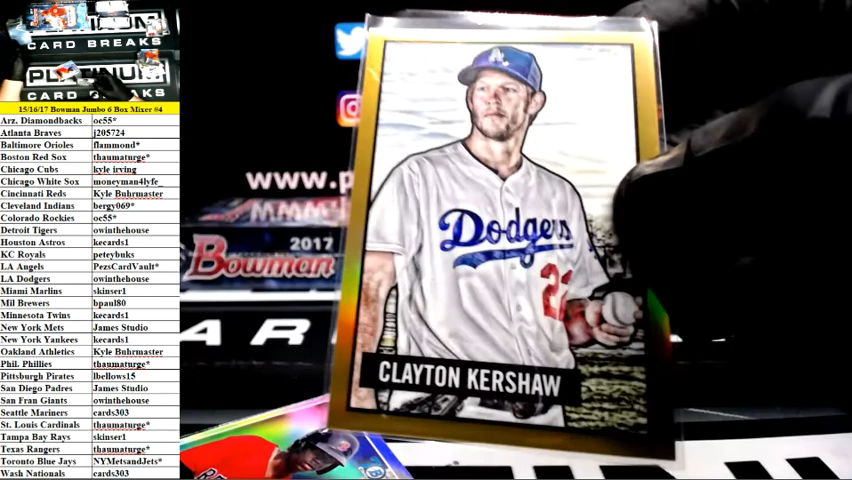 CARD BREAKS
PLATINUM
CARD
15/16/17 Bowman Jumbo 6 Box Mixer #4
Arz. Diamondbacks oc55*
Atlanta Braves j205724
Baltimore Orioles flammond*
Boston Red Sox thaumaturge*
Chicago Cubs kyle irving
Chicago White Sox moneyman4lyfe_
Cincinnati Reds Kyle Buhrmaster
Cleveland Indians bergy069*
Colorado Rockies oc55*
Detroit Tigers owinthehouse
Houston Astros kecards1
KC Royals peteybuks
LA Angels PezsCardVault*
LA Dodgers owinthehouse
Miami Marlins skinser1
Mil Brewers bpaul80
Minnesota Twins kecards1
New York Mets James Studio
New York Yankees kecards1
Oakland Athletics Kyle Buhrmaster
Phil. Phillies thaumaturge*
Pittsburgh Pirates lbellows15
San Diego Padres James Studio
San Fran Giants owinthehouse
Seattle Mariners cards303
St. Louis Cardinals thaumaturge*
Tampa Bay Rays skinser1
Texas Rangers thaumaturge*
Toronto Blue Jays NYMetsandJets*
Wash Nationals cards303
www.p
2017
Bowman
LA
Dodgers
22
CLAYTON KERSHAW